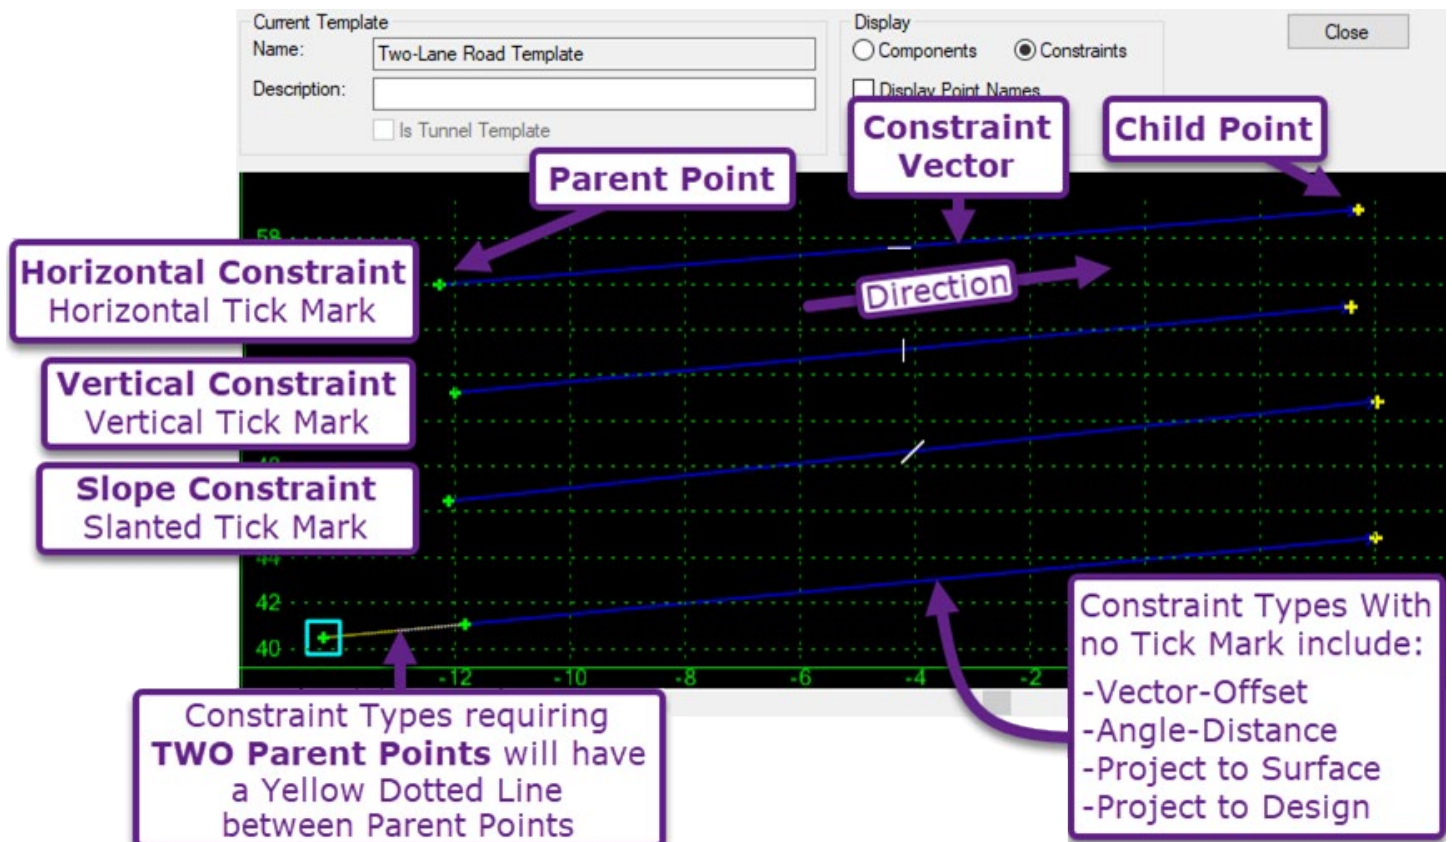 Current Template
Name:
Two-Lane Road Template
Description:
Is Tunnel Template
Display
Components
Constraints
Display Point Names
Close
Parent Point
Constraint
Vector
Child Point
Horizontal Constraint
Horizontal Tick Mark
Direction
Vertical Constraint
Vertical Tick Mark
Slope Constraint
Slanted Tick Mark
58
44
42
40
-12
-10
-8
-6
-4
-2
Constraint Types requiring
TWO Parent Points will have
a Yellow Dotted Line
between Parent Points
Constraint Types With
no Tick Mark include:
-Vector-Offset
-Angle-Distance
-Project to Surface
-Project to Design